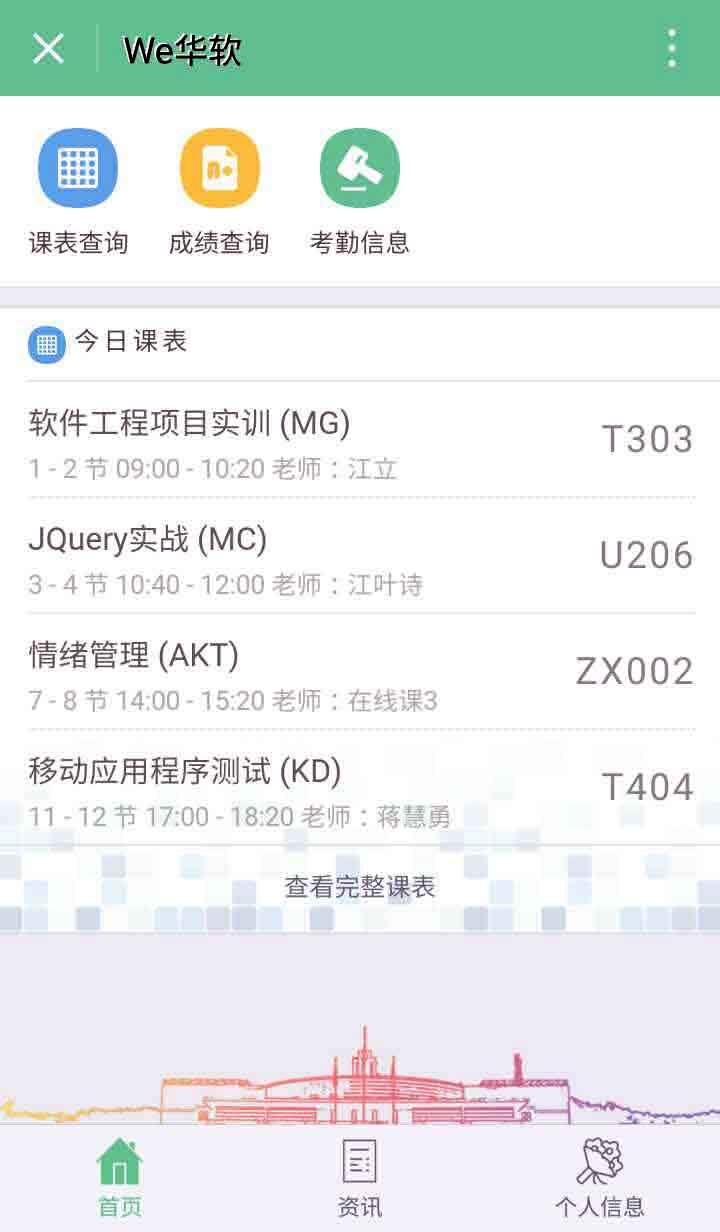 We华软
课表查询
成绩查询
考勤信息
今日课表
软件工程项目实训 (MG)
T303
1 - 2 节 09:00 - 10:20 老师：江立
JQuery实战 (MC)
U206
3 - 4 节 10:40 - 12:00 老师：江叶诗
情绪管理 (AKT)
ZX002
7 - 8 节 14:00 - 15:20 老师：在线课3
移动应用程序测试 (KD)
T404
11 - 12 节 17:00 - 18:20 老师：蒋慧勇
查看完整课表
首页
资讯
个人信息